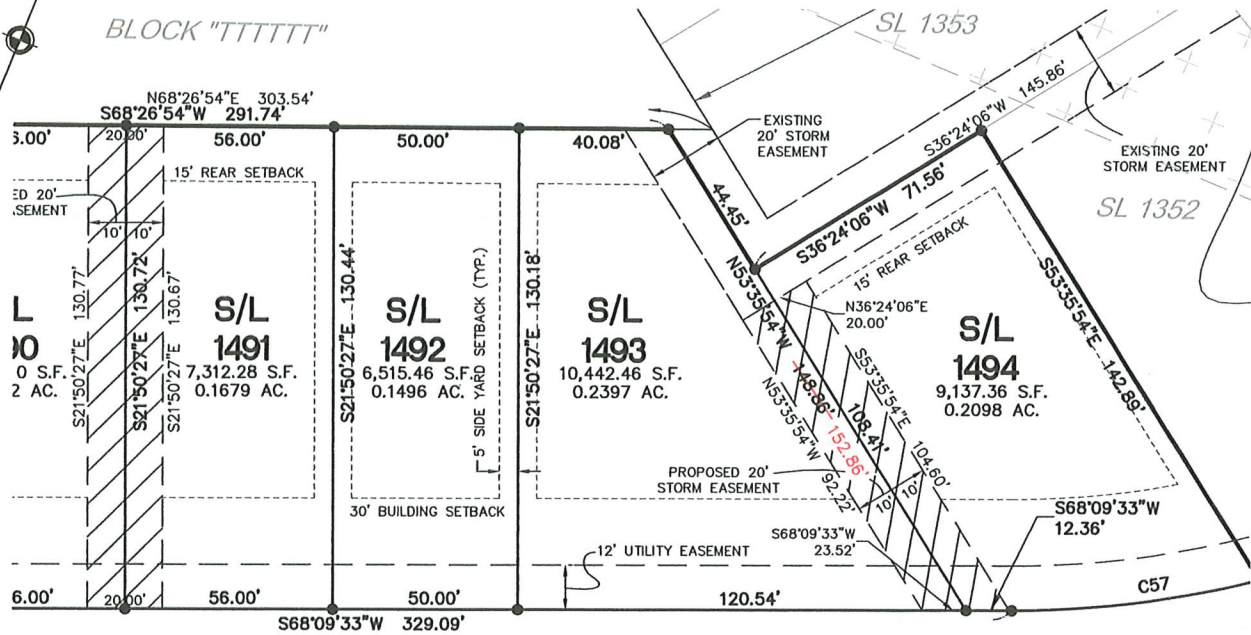 BLOCK "TTTTTT"
SL 1353
N68°26'54"E 303.54'
S68°26'54"W 291.74'
20.00'
56.00'
50.00'
40.08'
EXISTING
20' STORM
EASEMENT
S36°24'06"W 145.86'
EXISTING 20'
STORM EASEMENT
SL 1352
15' REAR SETBACK
ED 20'
10' 10'
44.45'
S36°24'06"W 71.56'
15' REAR SETBACK
N36°24'06"E
20.00'
S21°50'27"E 130.77'
S21°50'27"E 130.72'
S21°50'27"E 130.67'
S/L
1491
7,312.28 S.F.
0.1679 AC.
S21°50'27"E 130.44'
S/L
1492
6,515.46 S.F.
0.1496 AC.
5' SIDE YARD SETBACK (TYP.)
S21°50'27"E 130.18'
S/L
1493
10,442.46 S.F.
0.2397 AC.
N53°35'54"W 148.86' 152.86'
108.41'
N53°35'54"W 92.22'
S53°35'54"E 104.60'
10' 10'
S/L
1494
9,137.36 S.F.
0.2098 AC.
S53°35'54"E 142.89'
0 S.F.
2 AC.
PROPOSED 20'
STORM EASEMENT
30' BUILDING SETBACK
S68°09'33"W
12.36'
S68°09'33"W
23.52'
12' UTILITY EASEMENT
6.00'
20.00'
56.00'
50.00'
120.54'
C57
S68°09'33"W 329.09'